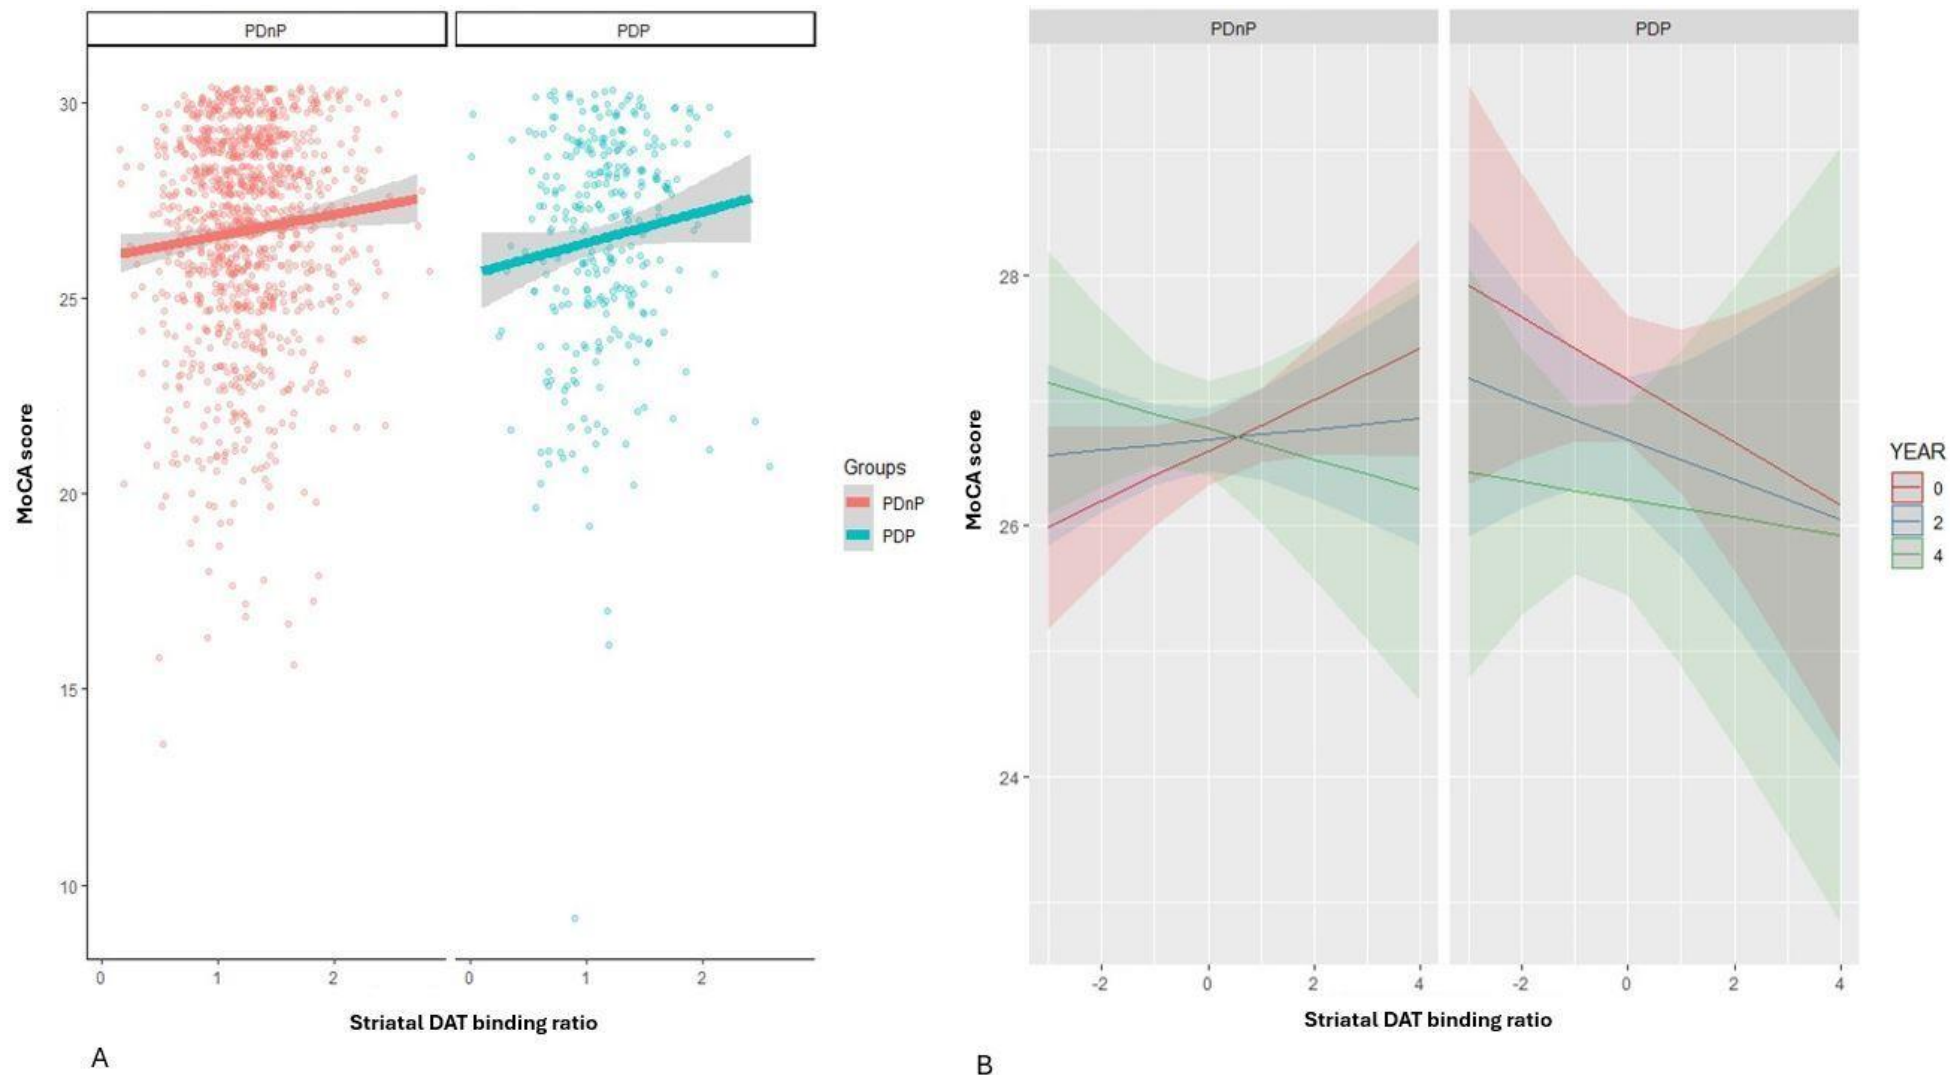 PDnP PDP
30
25
20
15
10
MoCA score
0 1 2 0 1 2
Striatal DAT binding ratio
Groups
PDnP
PDP
A
PDnP PDP
28
26
24
MoCA score
-2 0 2 4 -2 0 2 4
Striatal DAT binding ratio
YEAR
0
2
4
B